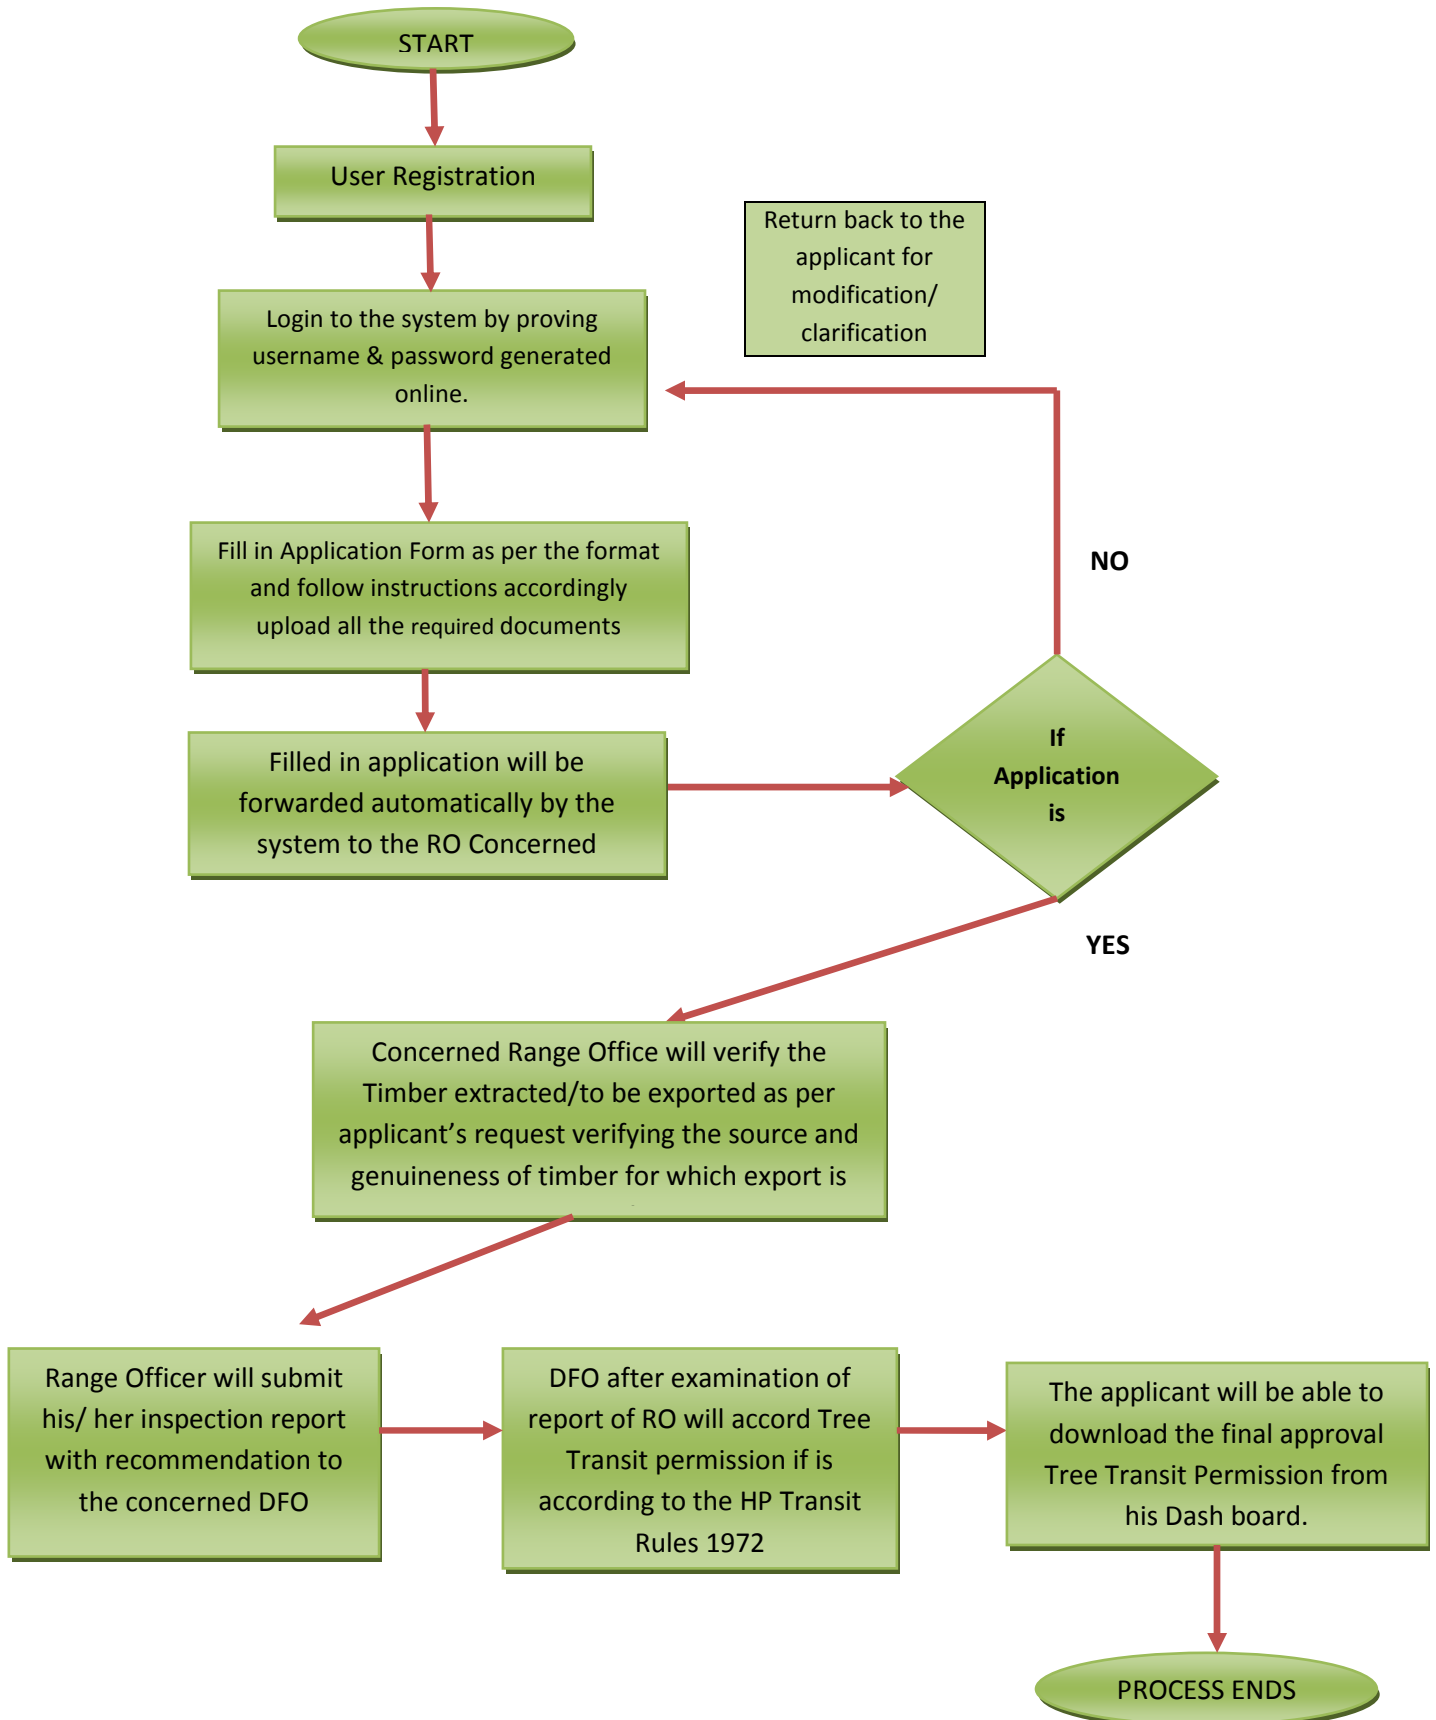 START
User Registration
Return back to the
applicant for
modification/
clarification
Login to the system by proving
username & password generated
online.
Fill in Application Form as per the format
and follow instructions accordingly
upload all the required documents
NO
Filled in application will be
forwarded automatically by the
system to the RO Concerned
If
Application
is
YES
Concerned Range Office will verify the
Timber extracted/to be exported as per
applicant’s request verifying the source and
genuineness of timber for which export is
Range Officer will submit
his/ her inspection report
with recommendation to
the concerned DFO
DFO after examination of
report of RO will accord Tree
Transit permission if is
according to the HP Transit
Rules 1972
The applicant will be able to
download the final approval
Tree Transit Permission from
his Dash board.
PROCESS ENDS